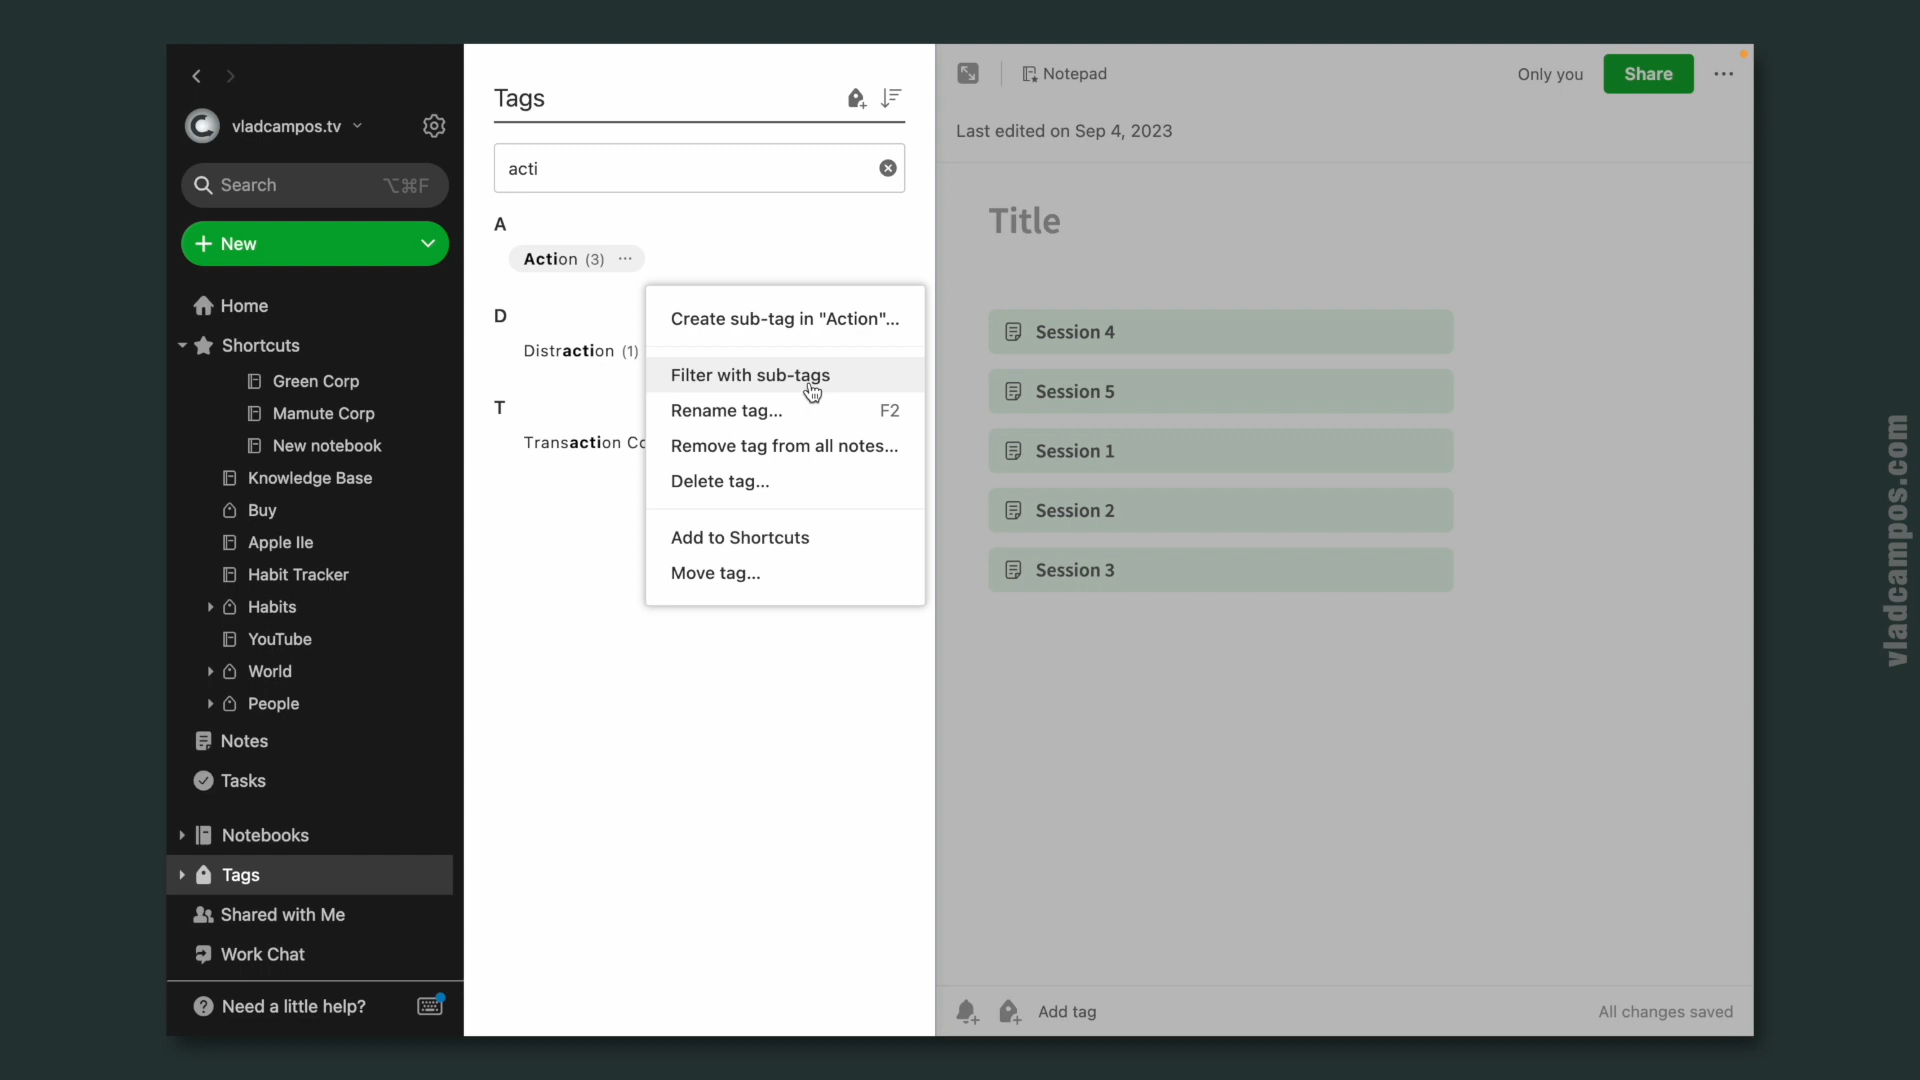 vladcampos.tv
Search ⌥⌘F
New
Home
Shortcuts
Green Corp
Mamute Corp
New notebook
Knowledge Base
Buy
Apple IIe
Habit Tracker
Habits
YouTube
World
People
Notes
Tasks
Notebooks
Tags
Shared with Me
Work Chat
Need a little help?
Tags
acti
A
Action (3) ...
D
Distraction (1)
T
Transaction Co
Create sub-tag in "Action"...
Filter with sub-tags
Rename tag... F2
Remove tag from all notes...
Delete tag...
Add to Shortcuts
Move tag...
Notepad
Only you
Share
Last edited on Sep 4, 2023
Title
Session 4
Session 5
Session 1
Session 2
Session 3
Add tag
All changes saved
vladcampos.com